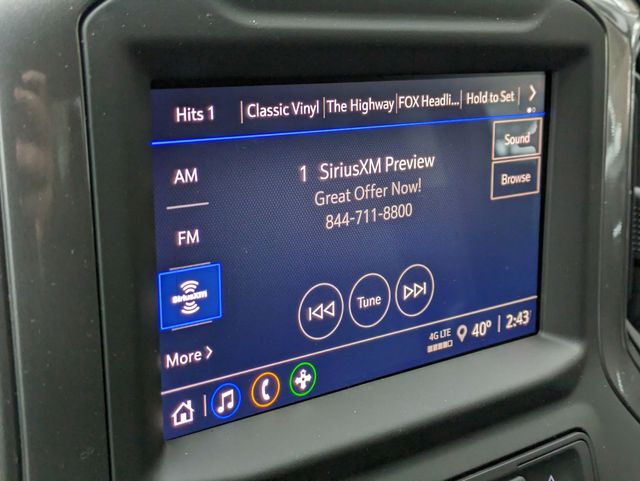 Hits 1 Classic Vinyl The Highway FOX Headli... Hold to Set
AM
1 SiriusXM Preview
Great Offer Now!
844-711-8800
Sound
Browse
FM
SiriusXM
Tune
More
4G LTE
40° 2:43